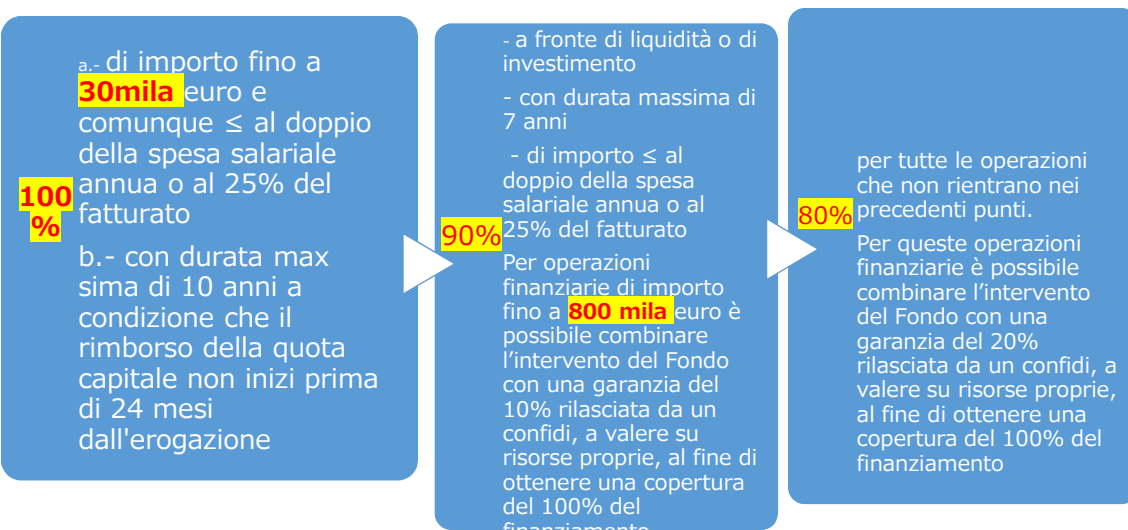 a.- di importo fino a
30mila euro e
comunque ≤ al doppio
della spesa salariale
annua o al 25% del
fatturato
b.- con durata max
sima di 10 anni a
condizione che il
rimborso della quota
capitale non inizi prima
di 24 mesi
dall'erogazione
100
%
- a fronte di liquidità o di
investimento
- con durata massima di
7 anni
- di importo ≤ al
doppio della spesa
salariale annua o al
25% del fatturato
Per operazioni
finanziarie di importo
fino a 800 mila euro è
possibile combinare
l'intervento del Fondo
con una garanzia del
10% rilasciata da un
confidi, a valere su
risorse proprie, al fine di
ottenere una copertura
del 100% del
finanziamento
90%
per tutte le operazioni
che non rientrano nei
precedenti punti.
Per queste operazioni
finanziarie è possibile
combinare l'intervento
del Fondo con una
garanzia del 20%
rilasciata da un confidi, a
valere su risorse proprie,
al fine di ottenere una
copertura del 100% del
finanziamento
80%